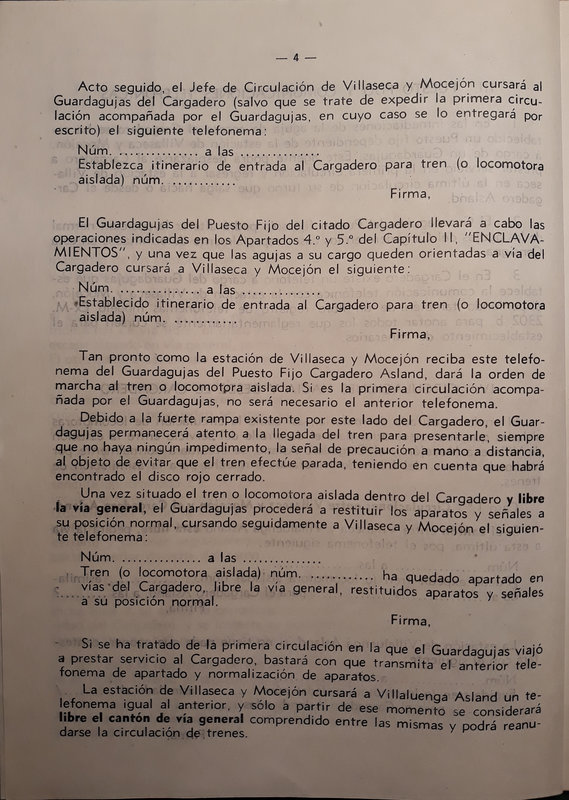 — 4 —
Acto seguido, el Jefe de Circulación de Villaseca y Mocejón cursará al
Guardagujas del Cargadero (salvo que se trate de expedir la primera circu-
lación acompañada por el Guardagujas, en cuyo caso se lo entregará por
escrito) el siguiente telefonema:
Núm. ............... a las ...............
Establezca itinerario de entrada al Cargadero para tren (o locomotora
aislada) núm. ............
Firma,
El Guardagujas del Puesto Fijo del citado Cargadero llevará a cabo las
operaciones indicadas en los Apartados 4.º y 5.º del Capítulo II, "ENCLAVA-
MIENTOS", y una vez que las agujas a su cargo queden orientadas a vía del
Cargadero cursará a Villaseca y Mocejón el siguiente:
Núm. ............... a las ...............
Establecido itinerario de entrada al Cargadero para tren (o locomotora
aislada) núm. ............
Firma,
Tan pronto como la estación de Villaseca y Mocejón reciba este telefo-
nema del Guardagujas del Puesto Fijo Cargadero Asland, dará la orden de
marcha al tren o locomotpra aislada. Si es la primera circulación acompa-
ñada por el Guardagujas, no será necesario el anterior telefonema.
Debido a la fuerte rampa existente por este lado del Cargadero, el Guar-
dagujas permanecerá atento a la llegada del tren para presentarle, siempre
que no haya ningún impedimento, la señal de precaución a mano a distancia,
al objeto de evitar que el tren efectúe parada, teniendo en cuenta que habrá
encontrado el disco rojo cerrado.
Una vez situado el tren o locomotora aislada dentro del Cargadero y libre
la vía general, el Guardagujas procederá a restituir los aparatos y señales a
su posición normal, cursando seguidamente a Villaseca y Mocejón el siguien-
te telefonema:
Núm. ............... a las ...............
Tren (o locomotora aislada) núm. ............ ha quedado apartado en
vías del Cargadero, libre la vía general, restituidos aparatos y señales
a su posición normal.
Firma,
Si se ha tratado de la primera circulación en la que el Guardagujas viajó
a prestar servicio al Cargadero, bastará con que transmita el anterior tele-
fonema de apartado y normalización de aparatos.
La estación de Villaseca y Mocejón cursará a Villaluenga Asland un te-
lefonema igual al anterior, y sólo a partir de ese momento se considerará
libre el cantón de vía general comprendido entre las mismas y podrá reanu-
darse la circulación de trenes.